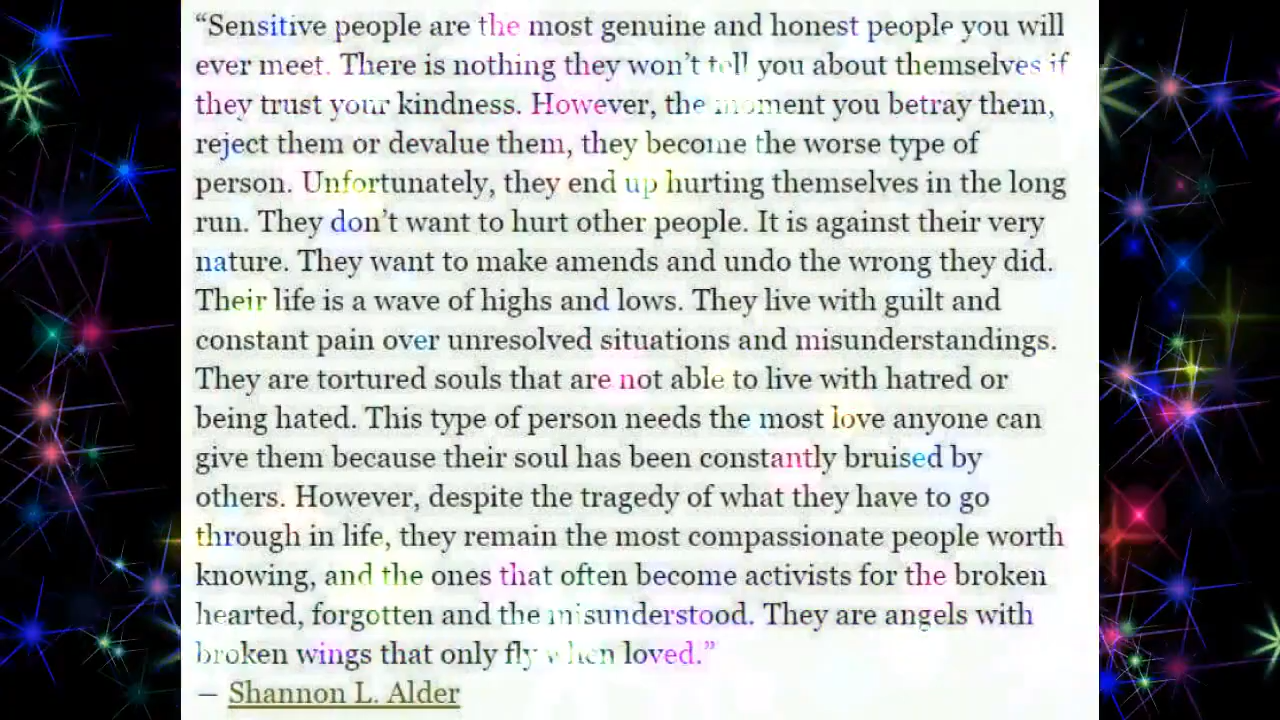 “Sensitive people are the most genuine and honest people you will
ever meet. There is nothing they won’t tell you about themselves if
they trust your kindness. However, the moment you betray them,
reject them or devalue them, they become the worse type of
person. Unfortunately, they end up hurting themselves in the long
run. They don’t want to hurt other people. It is against their very
nature. They want to make amends and undo the wrong they did.
Their life is a wave of highs and lows. They live with guilt and
constant pain over unresolved situations and misunderstandings.
They are tortured souls that are not able to live with hatred or
being hated. This type of person needs the most love anyone can
give them because their soul has been constantly bruised by
others. However, despite the tragedy of what they have to go
through in life, they remain the most compassionate people worth
knowing, and the ones that often become activists for the broken
hearted, forgotten and the misunderstood. They are angels with
broken wings that only fly when loved.”
— Shannon L. Alder